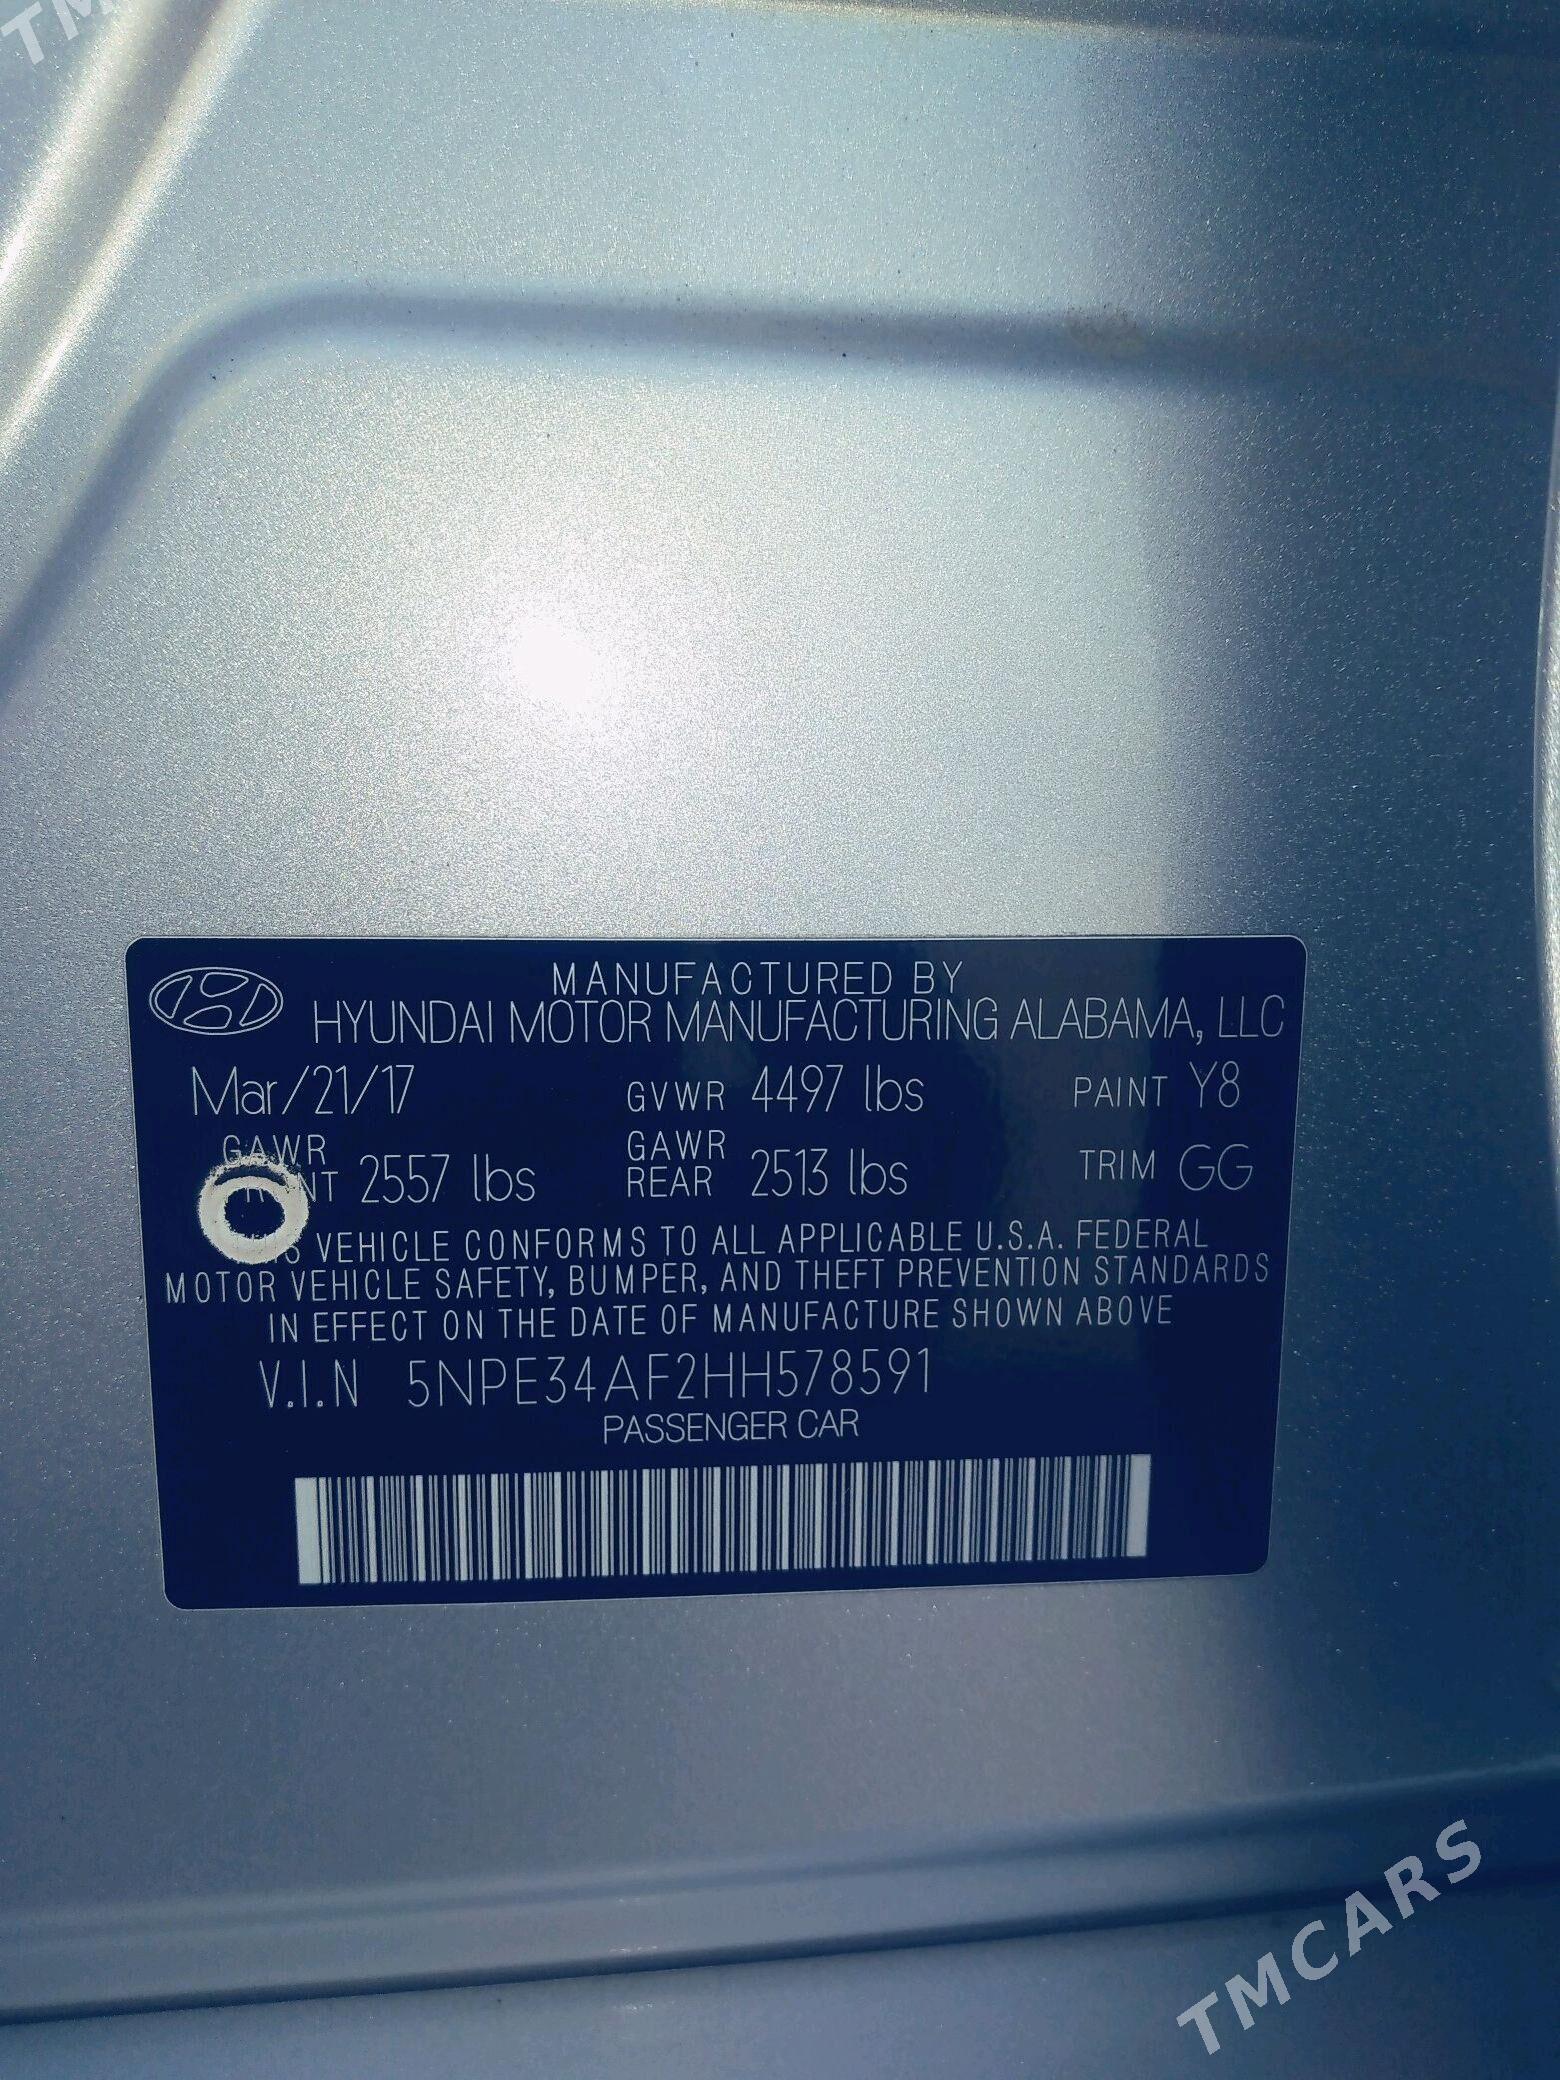 MANUFACTURED BY
HYUNDAI MOTOR MANUFACTURING ALABAMA, LLC
Mar/21/17 GVWR 4497 lbs PAINT Y8
GAWR 2557 lbs GAWR REAR 2513 lbs TRIM GG
VEHICLE CONFORMS TO ALL APPLICABLE U.S.A. FEDERAL
MOTOR VEHICLE SAFETY, BUMPER, AND THEFT PREVENTION STANDARDS
IN EFFECT ON THE DATE OF MANUFACTURE SHOWN ABOVE
V.I.N 5NPE34AF2HH578591
PASSENGER CAR
TMCARS